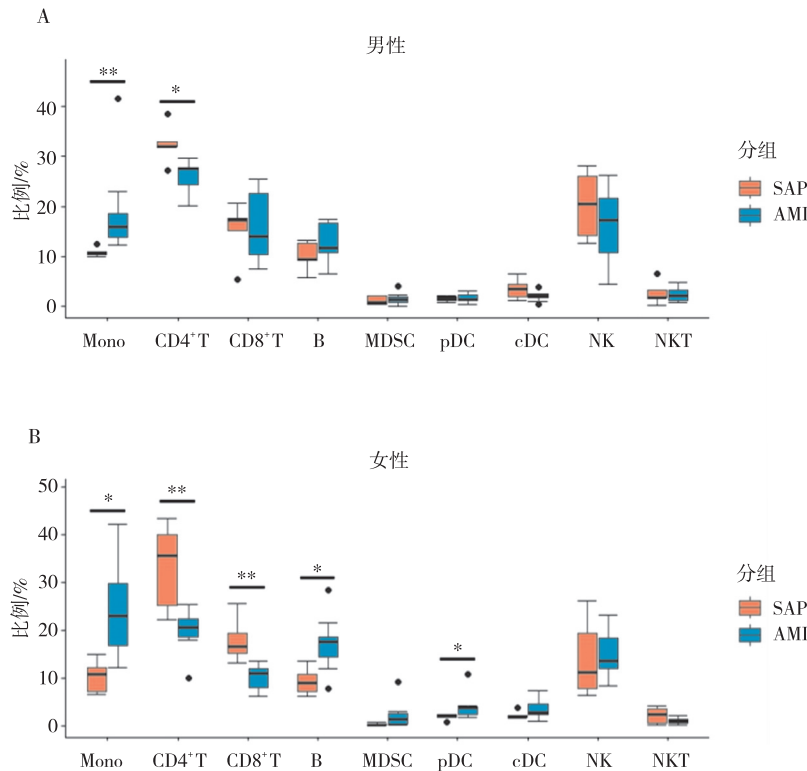 A
男性
**
*
比例/%
40
30
20
10
0
Mono CD4⁺T CD8⁺T B MDSC pDC cDC NK NKT
分组
SAP
AMI
B
女性
*
**
**
*
*
比例/%
50
40
30
20
10
0
Mono CD4⁺T CD8⁺T B MDSC pDC cDC NK NKT
分组
SAP
AMI